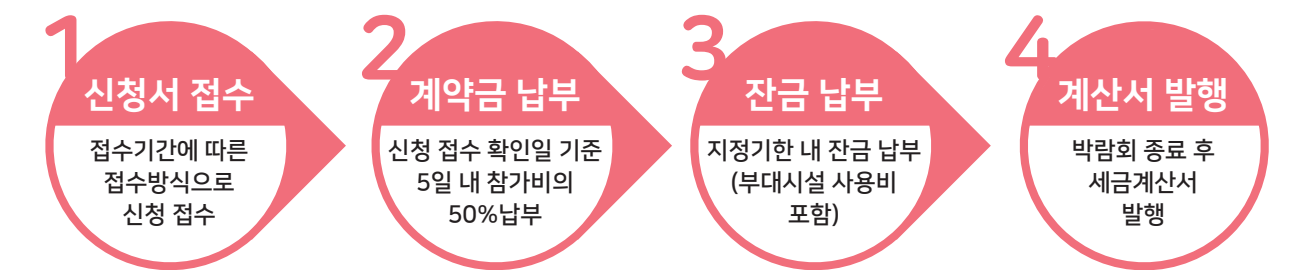 1
신청서 접수
접수기간에 따른
접수방식으로
신청 접수
2
계약금 납부
신청 접수 확인일 기준
5일 내 참가비의
50%납부
3
잔금 납부
지정기한 내 잔금 납부
(부대시설 사용비
포함)
4
계산서 발행
박람회 종료 후
세금계산서
발행